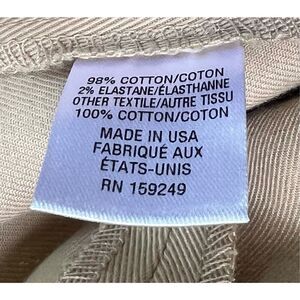 98% COTTON/COTON
2% ELASTANE/ÉLASTHANNE
OTHER TEXTILE/AUTRE TISSU
100% COTTON/COTON
MADE IN USA
FABRIQUÉ AUX
ÉTATS-UNIS
RN 159249